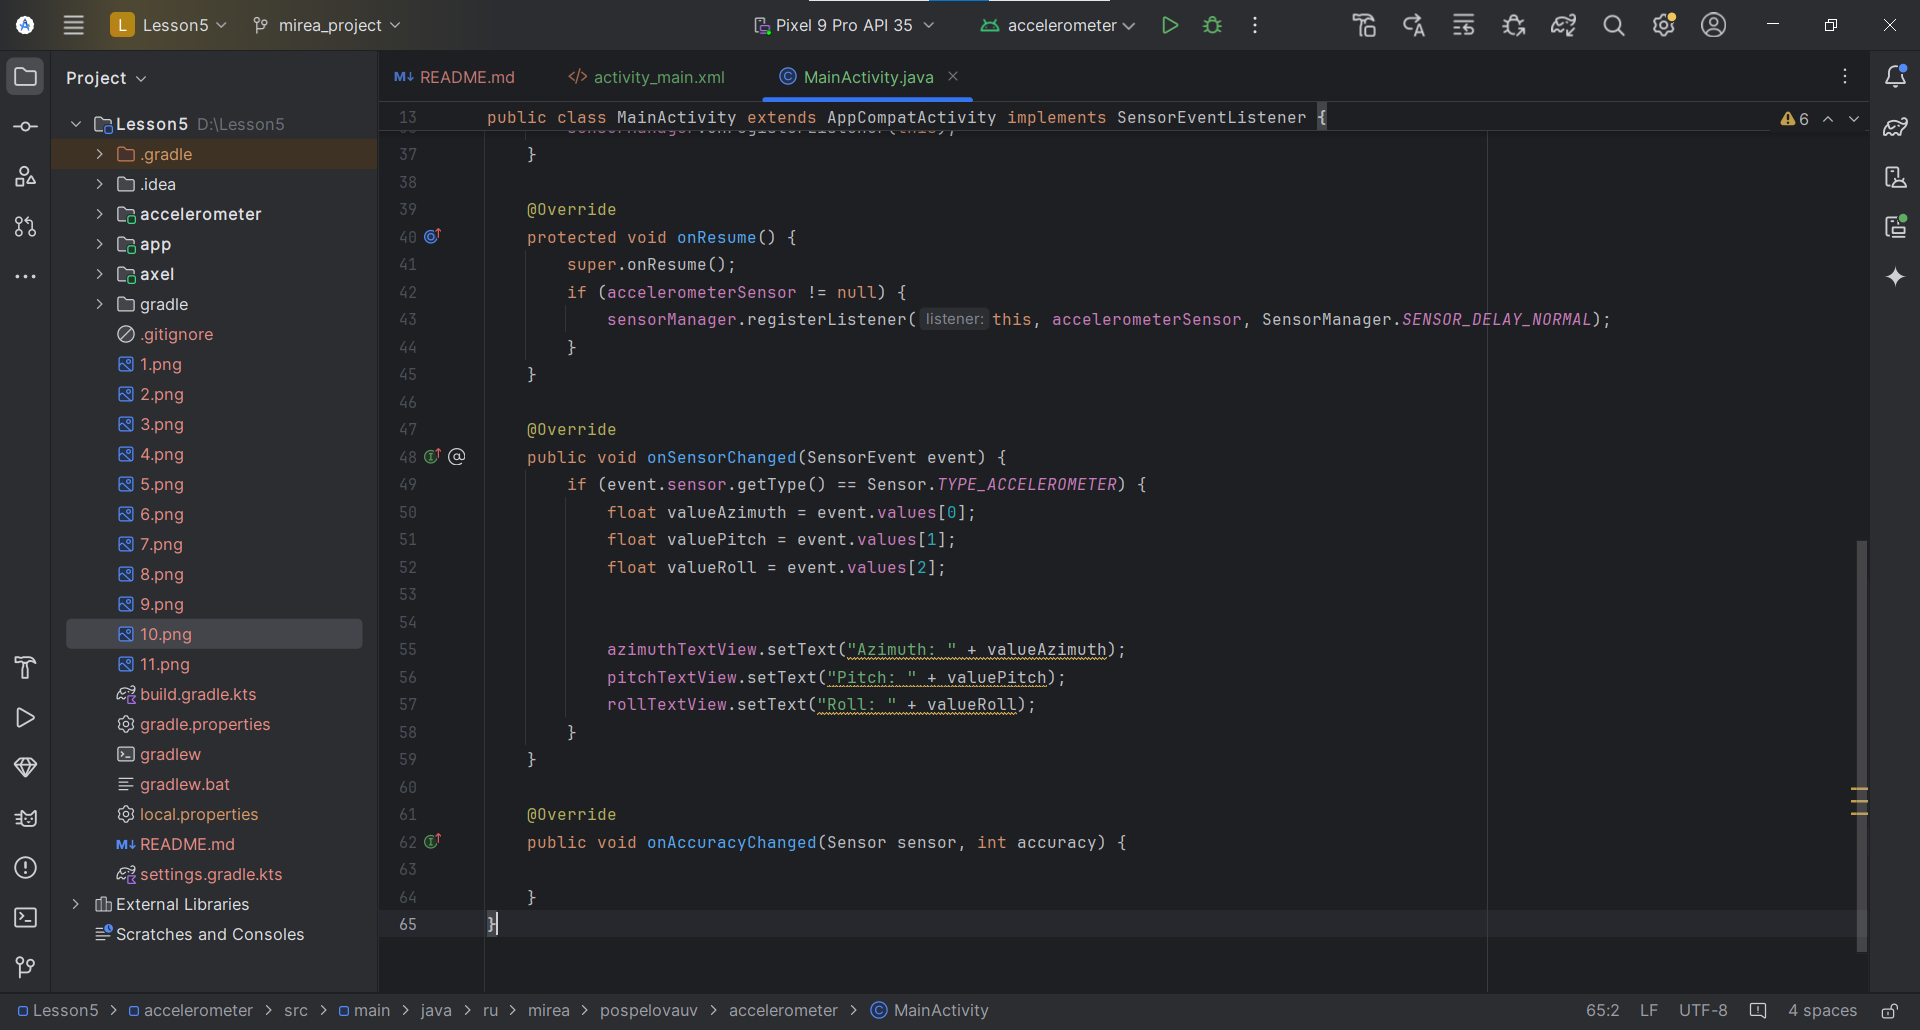 L Lesson5 mirea_project Pixel 9 Pro API 35 accelerometer
Project
README.md activity_main.xml MainActivity.java
Lesson5 D:\Lesson5
.gradle
.idea
accelerometer
app
axel
gradle
.gitignore
1.png
2.png
3.png
4.png
5.png
6.png
7.png
8.png
9.png
10.png
11.png
build.gradle.kts
gradle.properties
gradlew
gradlew.bat
local.properties
README.md
settings.gradle.kts
External Libraries
Scratches and Consoles
13 public class MainActivity extends AppCompatActivity implements SensorEventListener { 6
37 }
38
39 @Override
40 protected void onResume() {
41 super.onResume();
42 if (accelerometerSensor != null) {
43 sensorManager.registerListener( listener: this, accelerometerSensor, SensorManager.SENSOR_DELAY_NORMAL);
44 }
45 }
46
47 @Override
48 public void onSensorChanged(SensorEvent event) {
49 if (event.sensor.getType() == Sensor.TYPE_ACCELEROMETER) {
50 float valueAzimuth = event.values[0];
51 float valuePitch = event.values[1];
52 float valueRoll = event.values[2];
53
54
55 azimuthTextView.setText("Azimuth: " + valueAzimuth);
56 pitchTextView.setText("Pitch: " + valuePitch);
57 rollTextView.setText("Roll: " + valueRoll);
58 }
59 }
60
61 @Override
62 public void onAccuracyChanged(Sensor sensor, int accuracy) {
63
64 }
65 }
Lesson5 > accelerometer > src > main > java > ru > mirea > pospelovauv > accelerometer > MainActivity 65:2 LF UTF-8 4 spaces